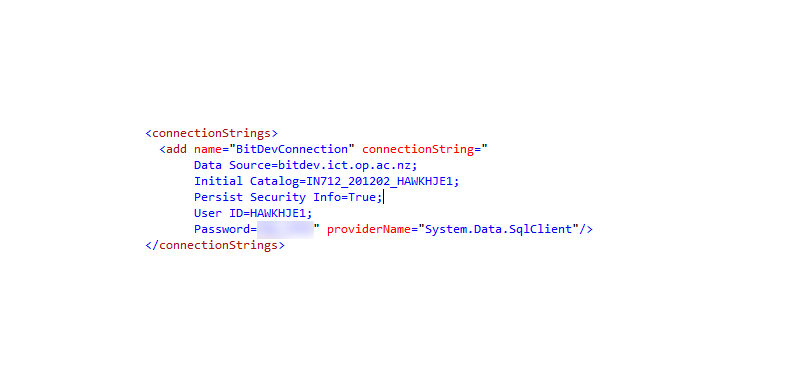 <connectionStrings>
<add name="BitDevConnection" connectionString="
Data Source=bitdev.ict.op.ac.nz;
Initial Catalog=IN712_201202_HAWKHJE1;
Persist Security Info=True;
User ID=HAWKHJE1;
Password=" providerName="System.Data.SqlClient"/>
</connectionStrings>